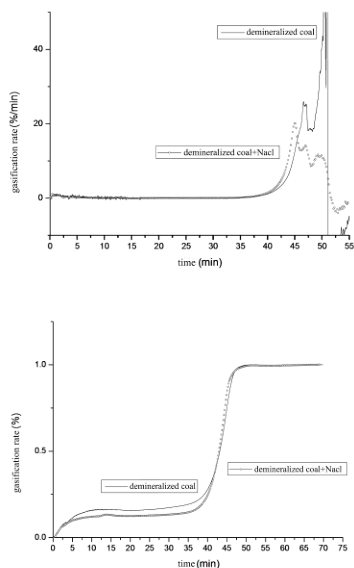 40
20
0
gasification rate (%/min)
demineralized coal
demineralized coal+Nacl
0 5 10 15 20 25 30 35 40 45 50 55
time (min)
1.0
0.5
0.0
gasification rate (%)
demineralized coal
demineralized coal+Nacl
0 5 10 15 20 25 30 35 40 45 50 55 60 65 70 75
time (min)